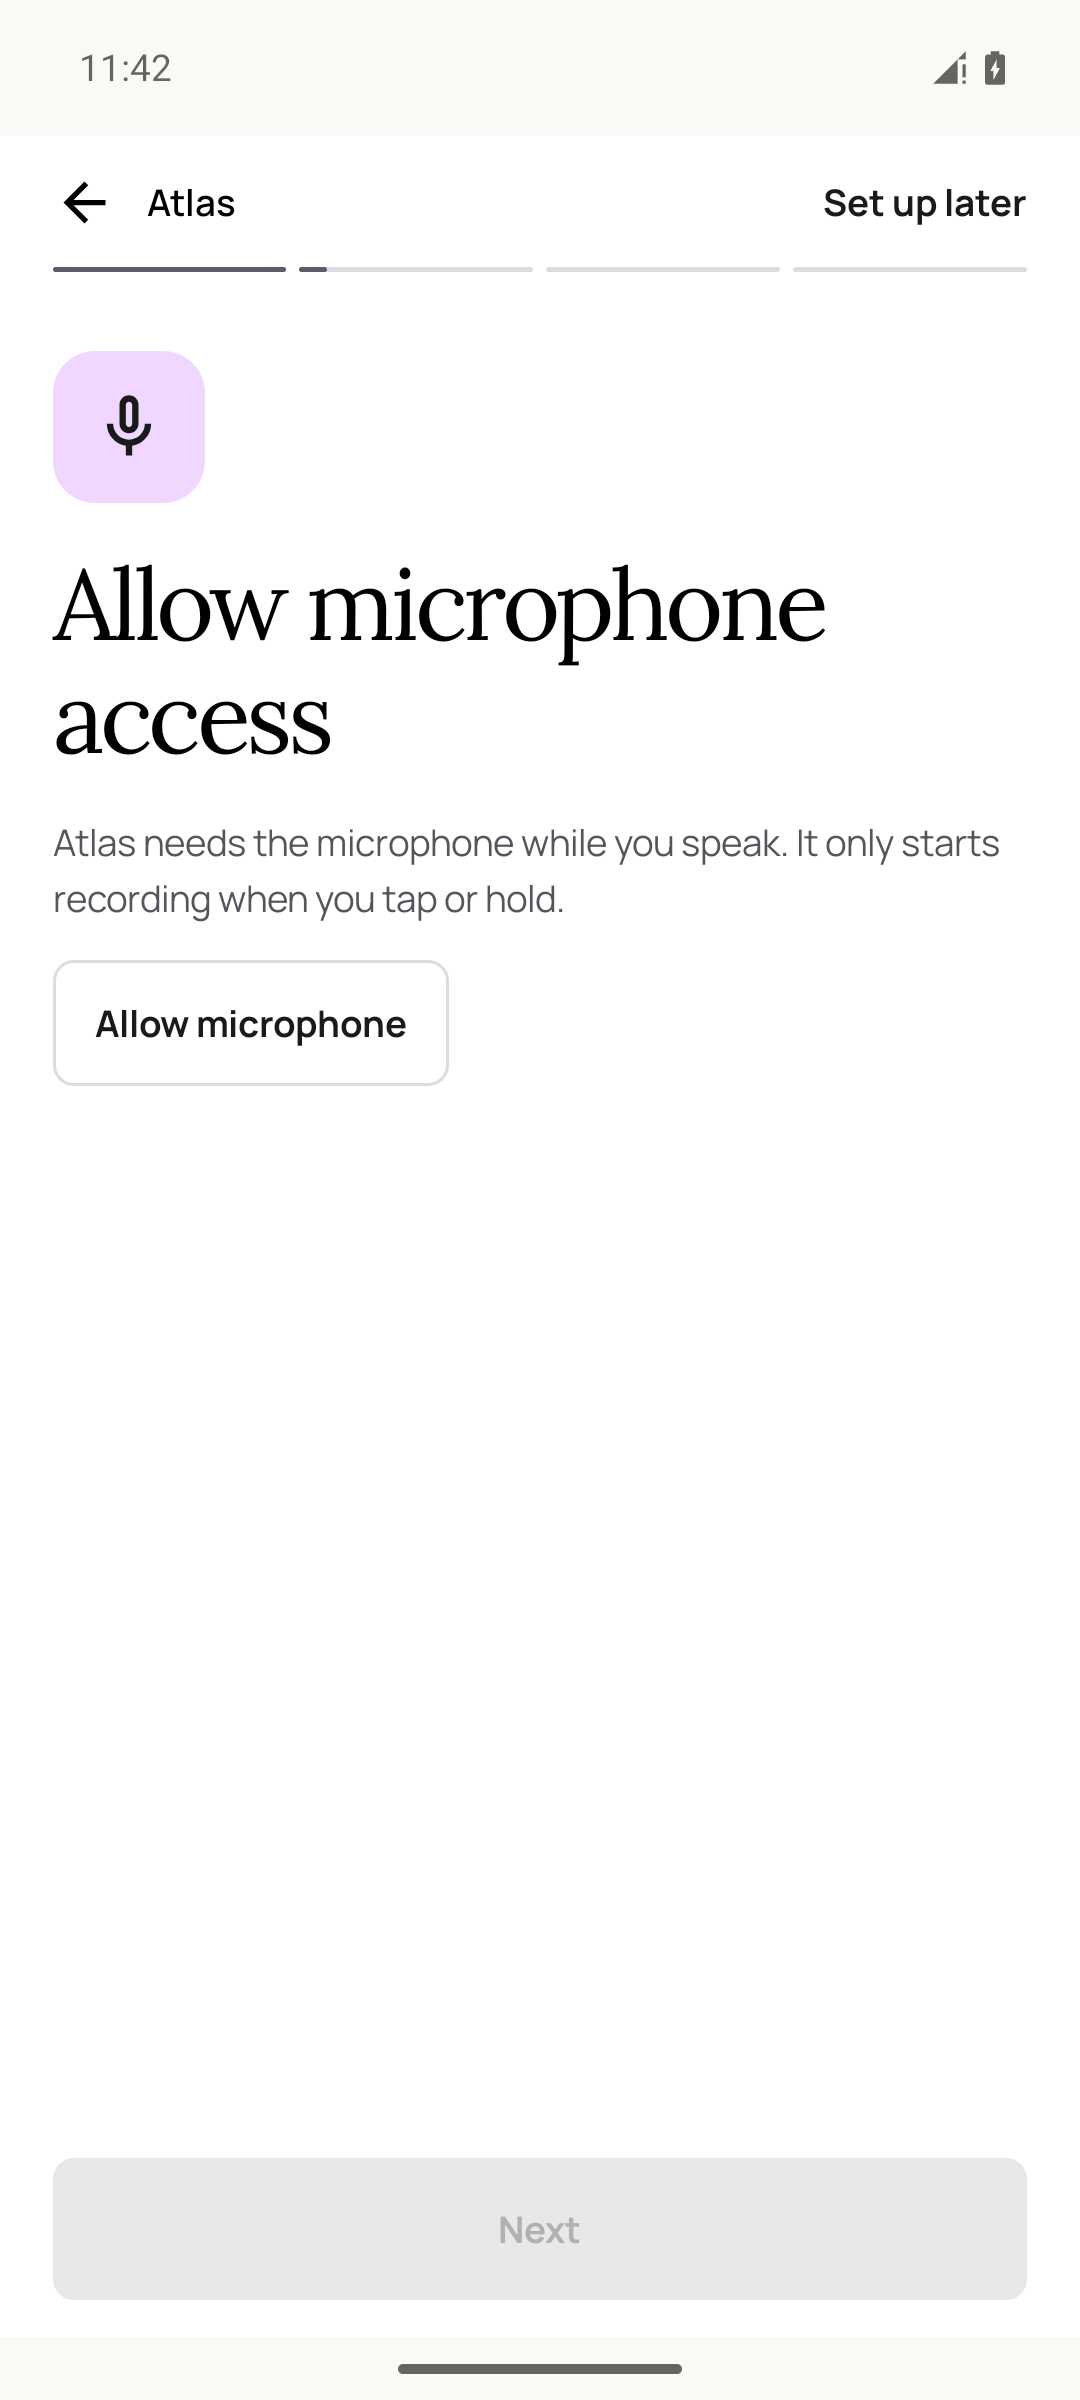 11:42
Atlas
Set up later
Allow microphone
access
Atlas needs the microphone while you speak. It only starts
recording when you tap or hold.
Allow microphone
Next